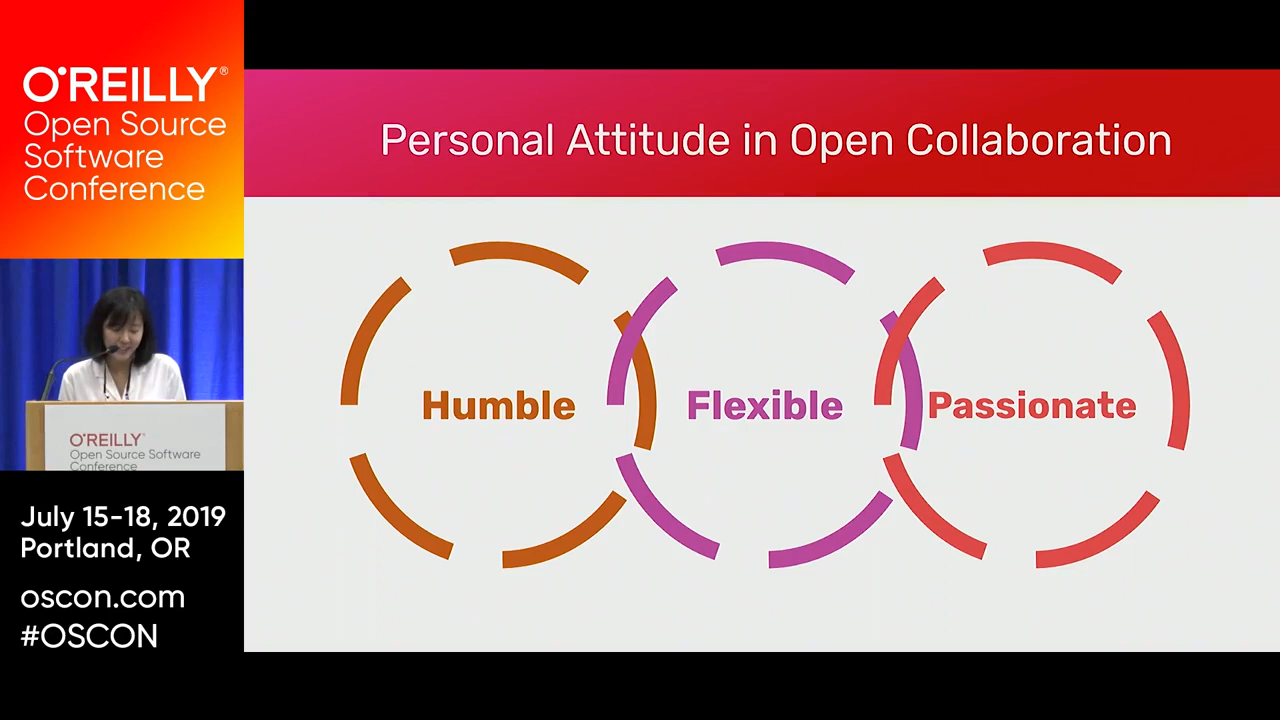 O'REILLY®
Open Source
Software
Conference
Personal Attitude in Open Collaboration
Humble
Flexible
Passionate
O'REILLY®
Open Source Software
Conference
July 15-18, 2019
Portland, OR
oscon.com
#OSCON